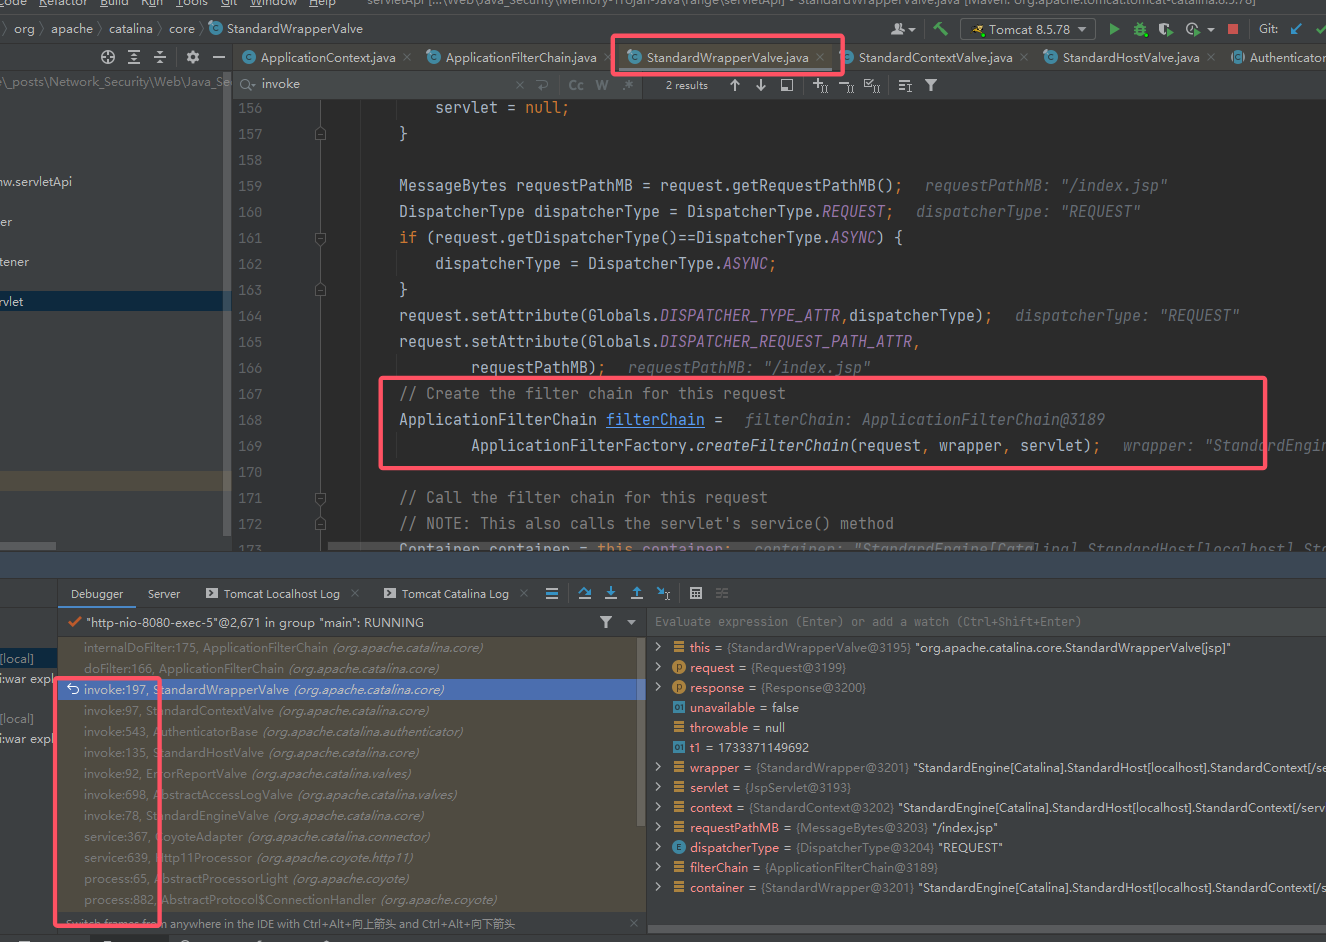 Code Refactor Build Run Tools Git Window Help servletApi [...\Web\Java_Security\Memory-Trojan-Java\range\servletApi] - StandardWrapperValve.java [Maven: org.apache.tomcat:tomcat-catalina:8.5.78]
org apache catalina core StandardWrapperValve
Tomcat 8.5.78 Git:
ApplicationContext.java ApplicationFilterChain.java StandardWrapperValve.java StandardContextValve.java StandardHostValve.java Authenticator
e\_posts\Network_Security\Web\Java_Se
invoke Cc W .* 2 results
156 servlet = null;
157 }
158
159 MessageBytes requestPathMB = request.getRequestPathMB(); requestPathMB: "/index.jsp"
160 DispatcherType dispatcherType = DispatcherType.REQUEST; dispatcherType: "REQUEST"
161 if (request.getDispatcherType()==DispatcherType.ASYNC) {
162 dispatcherType = DispatcherType.ASYNC;
163 }
164 request.setAttribute(Globals.DISPATCHER_TYPE_ATTR,dispatcherType); dispatcherType: "REQUEST"
165 request.setAttribute(Globals.DISPATCHER_REQUEST_PATH_ATTR,
166 requestPathMB); requestPathMB: "/index.jsp"
167 // Create the filter chain for this request
168 ApplicationFilterChain filterChain = filterChain: ApplicationFilterChain@3189
169 ApplicationFilterFactory.createFilterChain(request, wrapper, servlet); wrapper: "StandardEngin
170
171 // Call the filter chain for this request
172 // NOTE: This also calls the servlet's service() method
173 Container container = this.container; container: "StandardEngine[Catalina].StandardHost[localhost].Sta
nw.servletApi
er
tener
rvlet
Debugger Server Tomcat Localhost Log Tomcat Catalina Log
"http-nio-8080-exec-5"@2,671 in group "main": RUNNING
internalDoFilter:175, ApplicationFilterChain (org.apache.catalina.core)
doFilter:166, ApplicationFilterChain (org.apache.catalina.core)
invoke:197, StandardWrapperValve (org.apache.catalina.core)
invoke:97, StandardContextValve (org.apache.catalina.core)
invoke:543, AuthenticatorBase (org.apache.catalina.authenticator)
invoke:135, StandardHostValve (org.apache.catalina.core)
invoke:92, ErrorReportValve (org.apache.catalina.valves)
invoke:698, AbstractAccessLogValve (org.apache.catalina.valves)
invoke:78, StandardEngineValve (org.apache.catalina.core)
service:367, CoyoteAdapter (org.apache.catalina.connector)
service:639, Http11Processor (org.apache.coyote.http11)
process:65, AbstractProcessorLight (org.apache.coyote)
process:882, AbstractProtocol$ConnectionHandler (org.apache.coyote)
Switch frames from anywhere in the IDE with Ctrl+Alt+向上箭头 and Ctrl+Alt+向下箭头
[local]
i:war expl
[local]
i:war expl
Evaluate expression (Enter) or add a watch (Ctrl+Shift+Enter)
this = {StandardWrapperValve@3195} "org.apache.catalina.core.StandardWrapperValve[jsp]"
request = {Request@3199}
response = {Response@3200}
unavailable = false
throwable = null
t1 = 1733371149692
wrapper = {StandardWrapper@3201} "StandardEngine[Catalina].StandardHost[localhost].StandardContext[/se
servlet = {JspServlet@3193}
context = {StandardContext@3202} "StandardEngine[Catalina].StandardHost[localhost].StandardContext[/serv
requestPathMB = {MessageBytes@3203} "/index.jsp"
dispatcherType = {DispatcherType@3204} "REQUEST"
filterChain = {ApplicationFilterChain@3189}
container = {StandardWrapper@3201} "StandardEngine[Catalina].StandardHost[localhost].StandardContext[/s